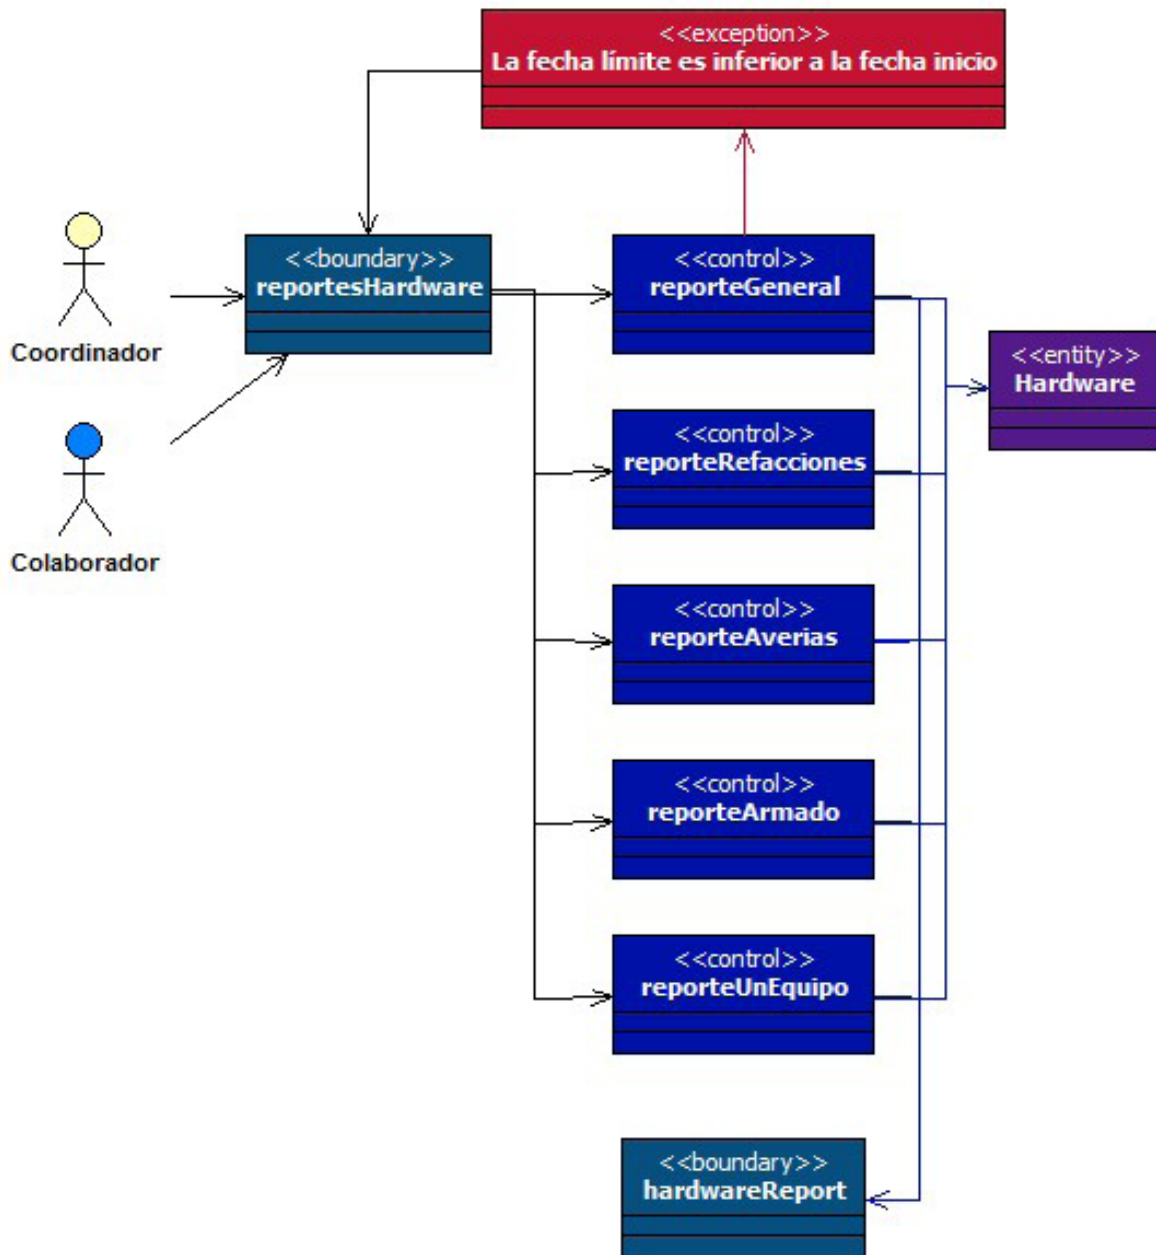 <<exception>>
La fecha límite es inferior a la fecha inicio
<<boundary>>
reportesHardware
<<control>>
reporteGeneral
Coordinador
<<entity>>
Hardware
<<control>>
reporteRefacciones
Colaborador
<<control>>
reporteAverias
<<control>>
reporteArmado
<<control>>
reporteUnEquipo
<<boundary>>
hardwareReport